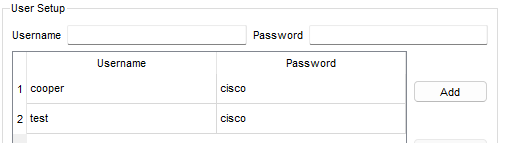 User Setup
Username Password
Username Password
1 cooper cisco Add
2 test cisco